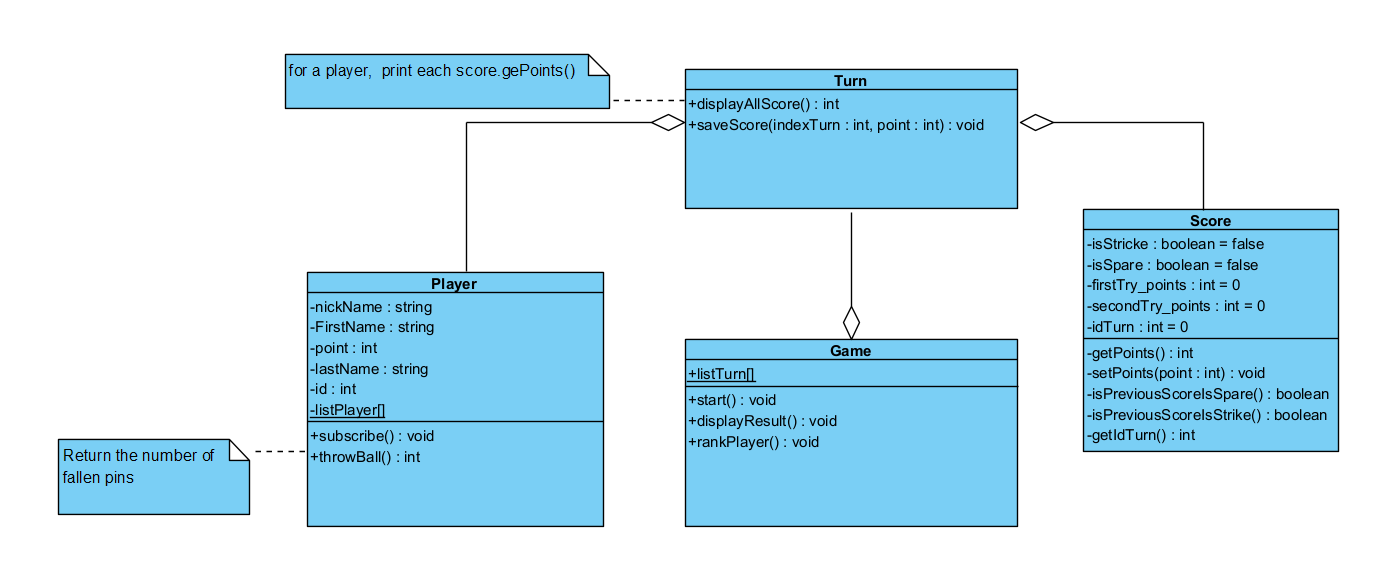 for a player,  print each score.gePoints()
Turn
+displayAllScore() : int
+saveScore(indexTurn : int, point : int) : void
Score
-isStricke : boolean = false
-isSpare : boolean = false
-firstTry_points : int = 0
-secondTry_points : int = 0
-idTurn : int = 0
-getPoints() : int
-setPoints(point : int) : void
-isPreviousScoreIsSpare() : boolean
-isPreviousScoreIsStrike() : boolean
-getIdTurn() : int
Player
-nickName : string
-FirstName : string
-point : int
-lastName : string
-id : int
-listPlayer[]
+subscribe() : void
+throwBall() : int
Game
+listTurn[]
+start() : void
+displayResult() : void
+rankPlayer() : void
Return the number of
fallen pins